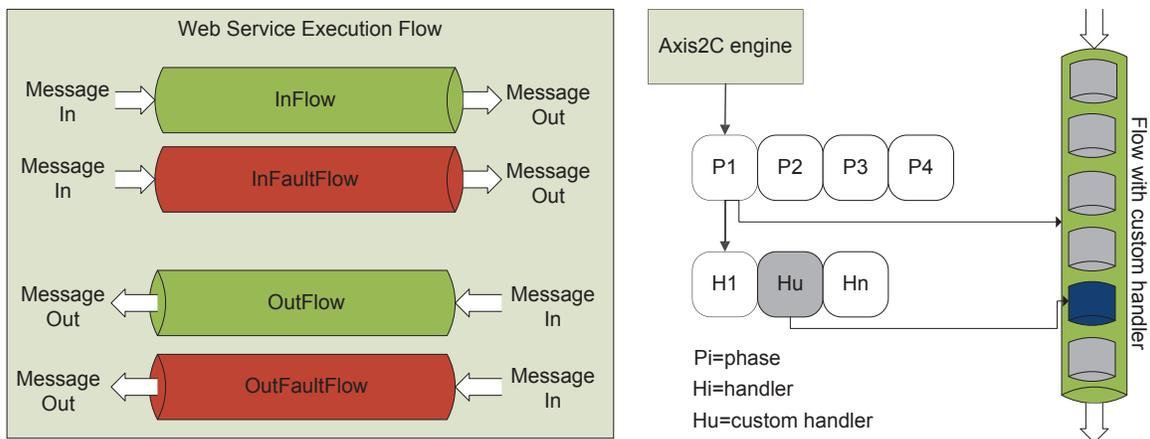 Web Service Execution Flow
Message
In
InFlow
Message
Out
Message
In
InFaultFlow
Message
Out
Message
Out
OutFlow
Message
In
Message
Out
OutFaultFlow
Message
In
Axis2C engine
P1
P2
P3
P4
H1
Hu
Hn
Pi=phase
Hi=handler
Hu=custom handler
Flow with custom handler